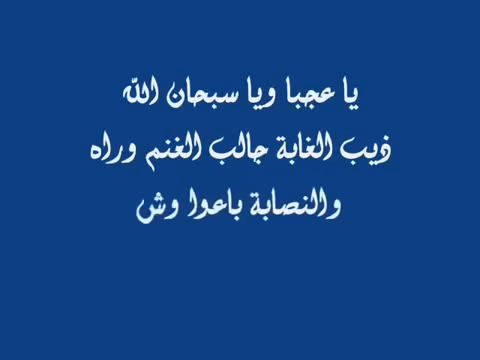 يا عجبا ويا سبحان الله
ذيب الغابة جالب الغنم وراه
والنصابة باعوا وش